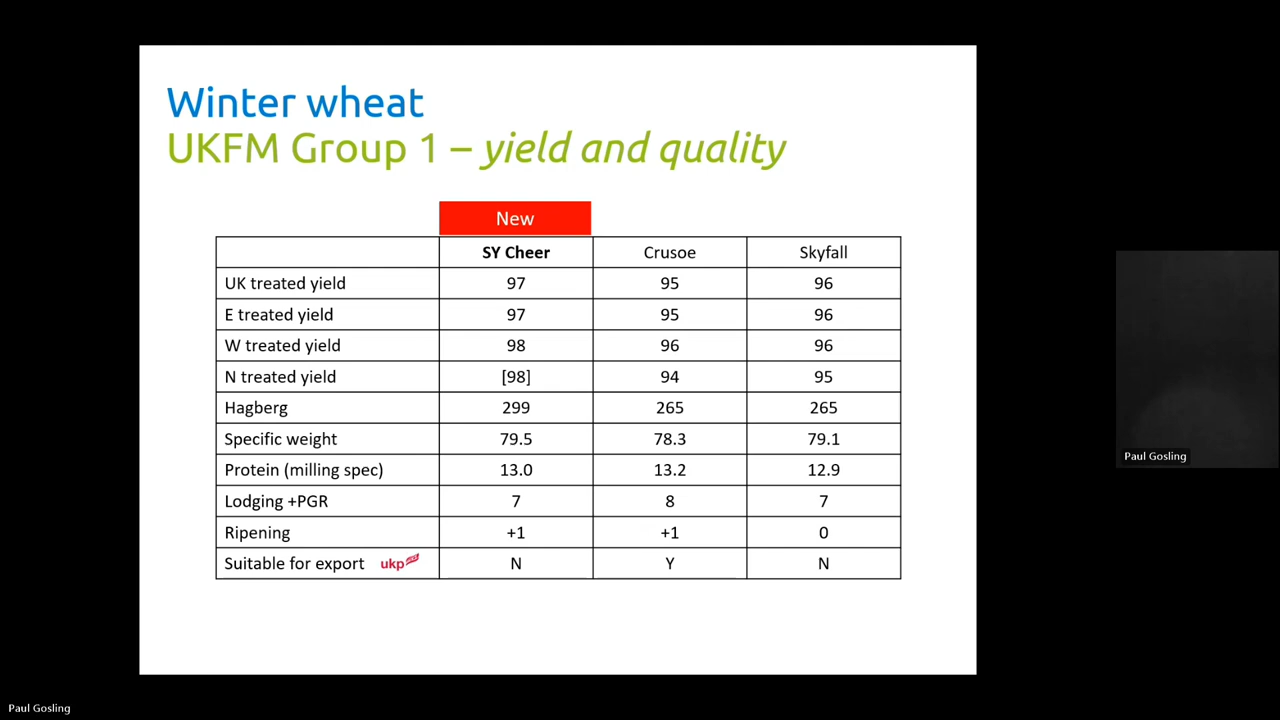 Winter wheat
UKFM Group 1 – yield and quality
New
SY Cheer Crusoe Skyfall
UK treated yield 97 95 96
E treated yield 97 95 96
W treated yield 98 96 96
N treated yield [98] 94 95
Hagberg 299 265 265
Specific weight 79.5 78.3 79.1
Protein (milling spec) 13.0 13.2 12.9
Lodging +PGR 7 8 7
Ripening +1 +1 0
Suitable for export ukp N Y N
Paul Gosling
Paul Gosling